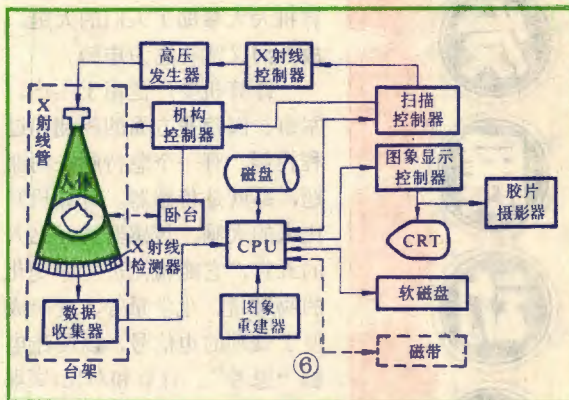 高压
发生器
X射线
控制器
扫描
控制器
X射线管
机构
控制器
人体
磁盘
图象显示
控制器
胶片
摄影器
卧台
CPU
CRT
X射线
检测器
数据
收集器
图象
重建器
软磁盘
磁带
台架
⑥